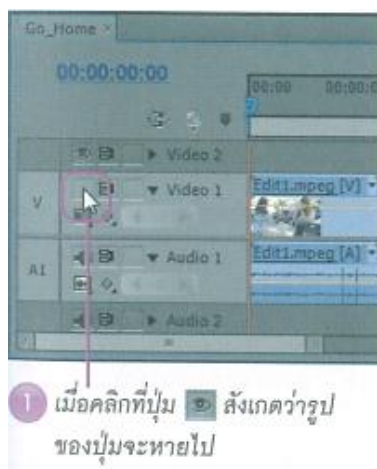 Go_Home ×
00:00:00:00
00:00
Video 2
V
Video 1
Edit1.mpeg [V]
A1
Audio 1
Edit1.mpeg [A]
Audio 2
1 เมื่อคลิกที่ปุ่ม สังเกตว่ารูป
ของปุ่มจะหายไป